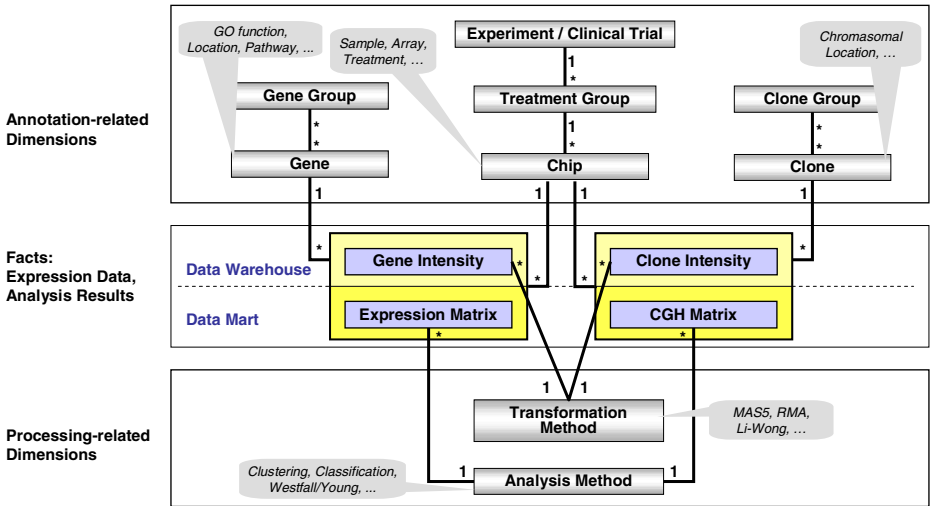 GO function,
Location, Pathway, ...
Sample, Array,
Treatment, ...
Experiment / Clinical Trial
Chromasomal
Location, ...
1
*
Gene Group
Treatment Group
Clone Group
Annotation-related
Dimensions
*
*
1
*
*
*
Gene
Chip
Clone
1
1
1
1
Facts:
Expression Data,
Analysis Results
*
*
Data Warehouse
Gene Intensity
*
*
Clone Intensity
*
*
Data Mart
Expression Matrix
CGH Matrix
*
*
1
1
Processing-related
Dimensions
Transformation
Method
MAS5, RMA,
Li-Wong, ...
Clustering, Classification,
Westfall/Young, ...
1
Analysis Method
1